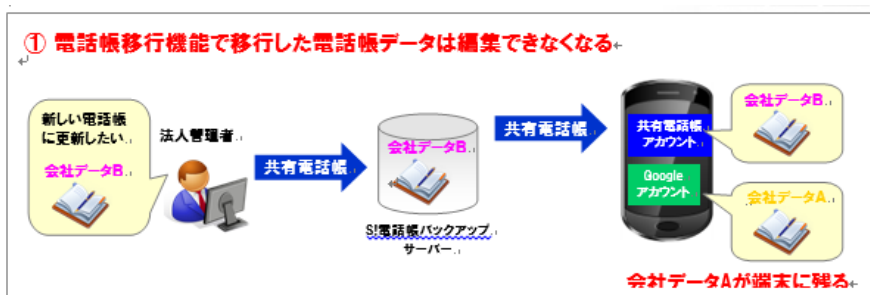 ① 電話帳移行機能で移行した電話帳データは編集できなくなる
新しい電話帳
に更新したい
会社データB
法人管理者
共有電話帳
会社データB
S!電話帳バックアップ
サーバー
共有電話帳
共有電話帳
アカウント
Google
アカウント
会社データB
会社データA
会社データAが端末に残る